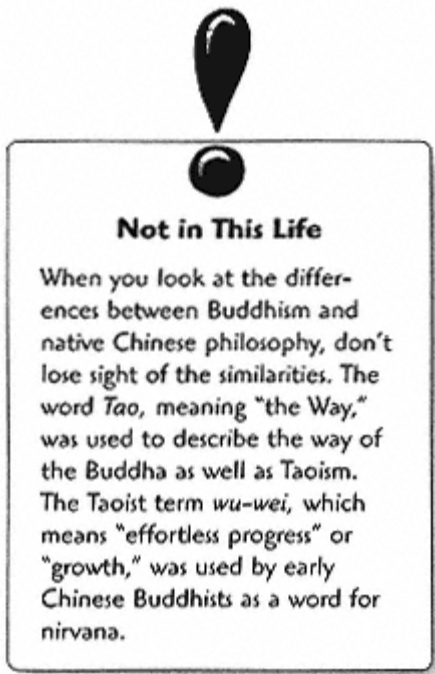 Not in This Life
When you look at the differ-
ences between Buddhism and
native Chinese philosophy, don't
lose sight of the similarities. The
word Tao, meaning "the Way,"
was used to describe the way of
the Buddha as well as Taoism.
The Taoist term wu-wei, which
means "effortless progress" or
"growth," was used by early
Chinese Buddhists as a word for
nirvana.